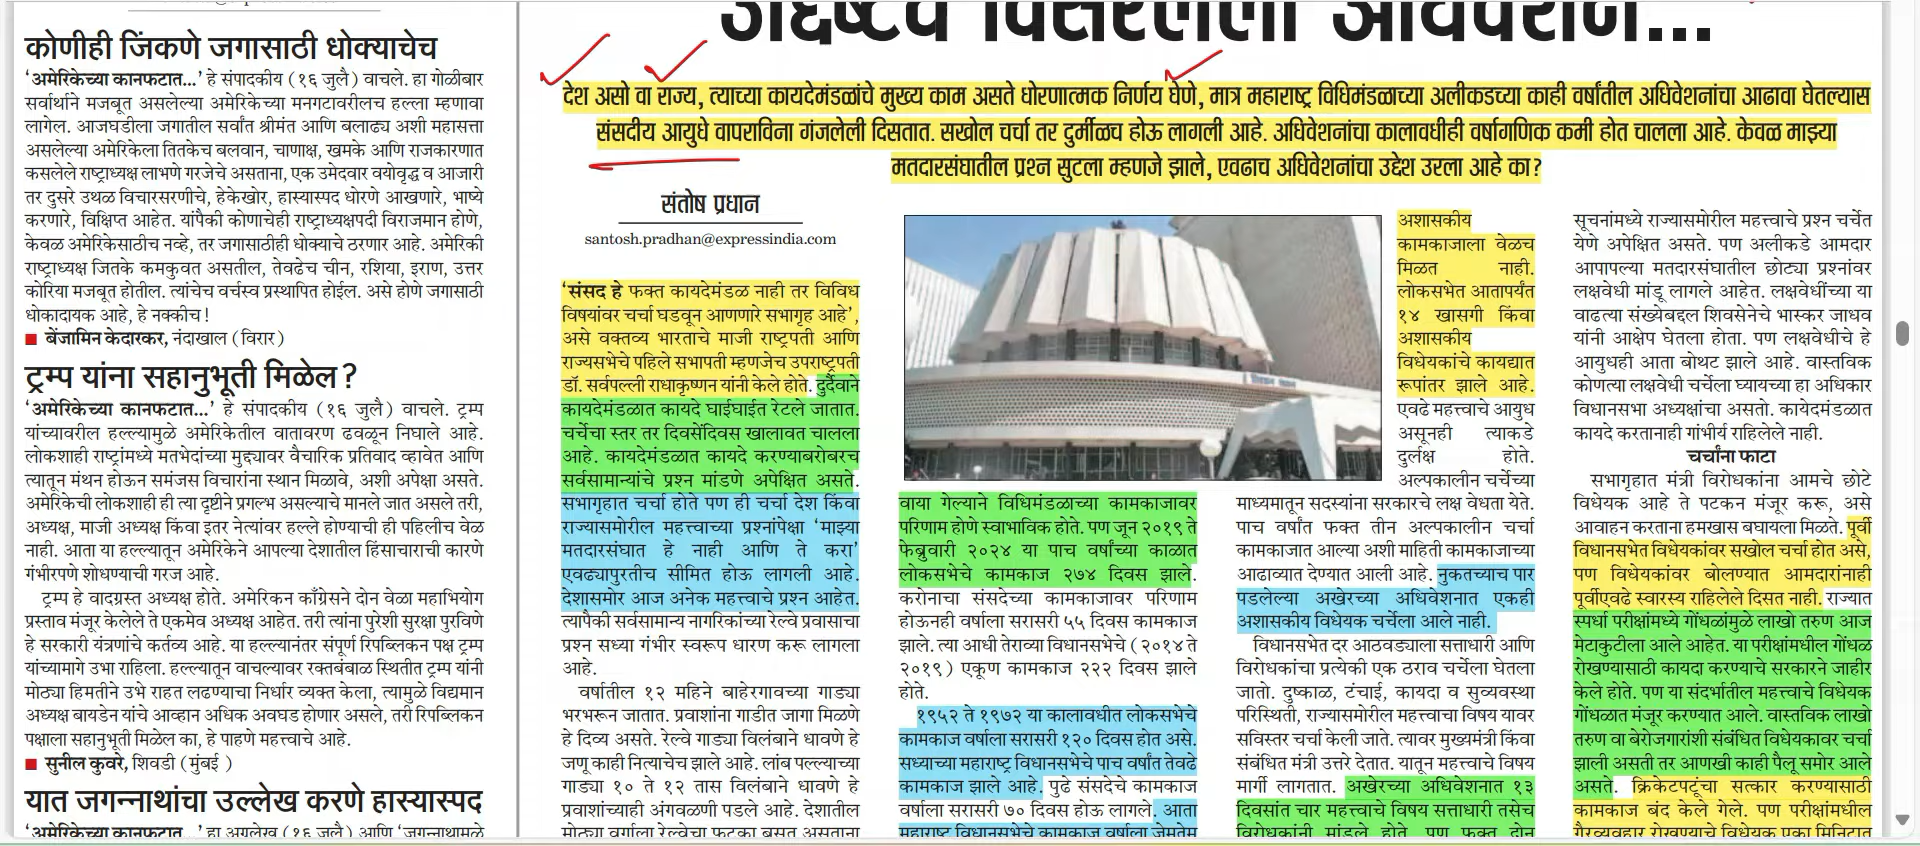 कोणीही जिंकणे जगासाठी धोक्याचेच
'अमेरिकेच्या कानफटात...' हे संपादकीय (१६ जुलै) वाचले. हा गोळीबार
सर्वार्थाने मजबूत असलेल्या अमेरिकेच्या मनगटावरीलच हल्ला म्हणावा
लागेल. आजघडीला जगातील सर्वांत श्रीमंत आणि बलाढ्य अशी महासत्ता
असलेल्या अमेरिकेला तितकेच बलवान, चाणाक्ष, खमके आणि राजकारणात
कसलेले राष्ट्राध्यक्ष लाभणे गरजेचे असताना, एक उमेदवार वयोवृद्ध व आजारी
तर दुसरे उथळ विचारसरणीचे, हेकेखोर, हास्यास्पद धोरणे आखणारे, भाष्ये
करणारे, विक्षिप्त आहेत. यांपैकी कोणाचेही राष्ट्राध्यक्षपदी विराजमान होणे,
केवळ अमेरिकेसाठीच नव्हे, तर जगासाठीही धोक्याचे ठरणार आहे. अमेरिकी
राष्ट्राध्यक्ष जितके कमकुवत असतील, तेवढेच चीन, रशिया, इराण, उत्तर
कोरिया मजबूत होतील. त्यांचेच वर्चस्व प्रस्थापित होईल. असे होणे जगासाठी
धोकादायक आहे, हे नक्कीच!
बेंजामिन केदारकर, नंदाखाल (विरार)
ट्रम्प यांना सहानुभूती मिळेल?
'अमेरिकेच्या कानफटात...' हे संपादकीय (१६ जुलै) वाचले. ट्रम्प
यांच्यावरील हल्ल्यामुळे अमेरिकेतील वातावरण ढवळून निघाले आहे.
लोकशाही राष्ट्रांमध्ये मतभेदांच्या मुद्द्यावर वैचारिक प्रतिवाद व्हावेत आणि
त्यातून मंथन होऊन समंजस विचारांना स्थान मिळावे, अशी अपेक्षा असते.
अमेरिकेची लोकशाही ही त्या दृष्टीने प्रगल्भ असल्याचे मानले जात असले तरी,
अध्यक्ष, माजी अध्यक्ष किंवा इतर नेत्यांवर हल्ले होण्याची ही पहिलीच वेळ
नाही. आता या हल्ल्यातून अमेरिकेने आपल्या देशातील हिंसाचाराची कारणे
गंभीरपणे शोधण्याची गरज आहे.
ट्रम्प हे वादग्रस्त अध्यक्ष होते. अमेरिकन काँग्रेसने दोन वेळा महाभियोग
प्रस्ताव मंजूर केलेले ते एकमेव अध्यक्ष आहेत. तरी त्यांना पुरेशी सुरक्षा पुरविणे
हे सरकारी यंत्रणांचे कर्तव्य आहे. या हल्ल्यानंतर संपूर्ण रिपब्लिकन पक्ष ट्रम्प
यांच्यामागे उभा राहिला. हल्ल्यातून वाचल्यावर रक्तबंबाळ स्थितीत ट्रम्प यांनी
मोठ्या हिमतीने उभे राहत लढण्याचा निर्धार व्यक्त केला, त्यामुळे विद्यमान
अध्यक्ष बायडेन यांचे आव्हान अधिक अवघड होणार असले, तरी रिपब्लिकन
पक्षाला सहानुभूती मिळेल का, हे पाहणे महत्त्वाचे आहे.
सुनील कुवरे, शिवडी (मुंबई )
यात जगन्नाथांचा उल्लेख करणे हास्यास्पद
'अमेरिकेच्या कानफटात...' हा अग्रलेख (१६ जुलै) आणि 'जगन्नाथामुळे
देश असो वा राज्य, त्याच्या कायदेमंडळांचे मुख्य काम असते धोरणात्मक निर्णय घेणे, मात्र महाराष्ट्र विधिमंडळाच्या अलीकडच्या काही वर्षांतील अधिवेशनांचा आढावा घेतल्यास
संसदीय आयुधे वापराविना गंजलेली दिसतात. सखोल चर्चा तर दुर्मीळच होऊ लागली आहे. अधिवेशनांचा कालावधीही वर्षागणिक कमी होत चालला आहे. केवळ माझ्या
मतदारसंघातील प्रश्न सुटला म्हणजे झाले, एवढाच अधिवेशनांचा उद्देश उरला आहे का?
संतोष प्रधान
santosh.pradhan@expressindia.com
'संसद हे फक्त कायदेमंडळ नाही तर विविध
विषयांवर चर्चा घडवून आणणारे सभागृह आहे',
असे वक्तव्य भारताचे माजी राष्ट्रपती आणि
राज्यसभेचे पहिले सभापती म्हणजेच उपराष्ट्रपती
डॉ. सर्वपल्ली राधाकृष्णन यांनी केले होते. दुर्दैवाने
कायदेमंडळात कायदे घाईघाईत रेटले जातात.
चर्चेचा स्तर तर दिवसेंदिवस खालावत चालला
आहे. कायदेमंडळात कायदे करण्याबरोबरच
सर्वसामान्यांचे प्रश्न मांडणे अपेक्षित असते.
सभागृहात चर्चा होते पण ही चर्चा देश किंवा
राज्यासमोरील महत्त्वाच्या प्रश्नांपेक्षा 'माझ्या
मतदारसंघात हे नाही आणि ते करा'
एवढ्यापुरतीच सीमित होऊ लागली आहे.
देशासमोर आज अनेक महत्त्वाचे प्रश्न आहेत.
त्यापैकी सर्वसामान्य नागरिकांच्या रेल्वे प्रवासाचा
प्रश्न सध्या गंभीर स्वरूप धारण करू लागला
आहे.
वर्षातील १२ महिने बाहेरगावच्या गाड्या
भरभरून जातात. प्रवाशांना गाडीत जागा मिळणे
हे दिव्य असते. रेल्वे गाड्या विलंबाने धावणे हे
जणू काही नित्याचेच झाले आहे. लांब पल्ल्याच्या
गाड्या १० ते १२ तास विलंबाने धावणे हे
प्रवाशांच्याही अंगवळणी पडले आहे. देशातील
मोठ्या वर्गाला रेल्वेचा फटका बसत असताना
वाया गेल्याने विधिमंडळाच्या कामकाजावर
परिणाम होणे स्वाभाविक होते. पण जून २०१९ ते
फेब्रुवारी २०२४ या पाच वर्षांच्या काळात
लोकसभेचे कामकाज २७४ दिवस झाले.
करोनाचा संसदेच्या कामकाजावर परिणाम
होऊनही वर्षाला सरासरी ५५ दिवस कामकाज
झाले. त्या आधी तेराव्या विधानसभेचे (२०१४ ते
२०१९) एकूण कामकाज २२२ दिवस झाले
होते.
१९५२ ते १९७२ या कालावधीत लोकसभेचे
कामकाज वर्षाला सरासरी १२० दिवस होत असे.
सध्याच्या महाराष्ट्र विधानसभेचे पाच वर्षांत तेवढे
कामकाज झाले आहे. पुढे संसदेचे कामकाज
वर्षाला सरासरी ७० दिवस होऊ लागले. आता
महाराष्ट्र विधानसभेचे कामकाज वर्षाला जेमतेम
अशासकीय
कामकाजाला वेळच
मिळत नाही.
लोकसभेत आतापर्यंत
१४ खासगी किंवा
अशासकीय
विधेयकांचे कायद्यात
रूपांतर झाले आहे.
एवढे महत्त्वाचे आयुध
असूनही त्याकडे
दुर्लक्ष होते.
अल्पकालीन चर्चेच्या
माध्यमातून सदस्यांना सरकारचे लक्ष वेधता येते.
पाच वर्षांत फक्त तीन अल्पकालीन चर्चा
कामकाजात आल्या अशी माहिती कामकाजाच्या
आढाव्यात देण्यात आली आहे. नुकतच्याच पार
पडलेल्या अखेरच्या अधिवेशनात एकही
अशासकीय विधेयक चर्चेला आले नाही.
विधानसभेत दर आठवड्याला सत्ताधारी आणि
विरोधकांचा प्रत्येकी एक ठराव चर्चेला घेतला
जातो. दुष्काळ, टंचाई, कायदा व सुव्यवस्था
परिस्थिती, राज्यासमोरील महत्त्वाचा विषय यावर
सविस्तर चर्चा केली जाते. त्यावर मुख्यमंत्री किंवा
संबंधित मंत्री उत्तरे देतात. यातून महत्त्वाचे विषय
मार्गी लागतात. अखेरच्या अधिवेशनात १३
दिवसांत चार महत्त्वाचे विषय सत्ताधारी तसेच
विरोधकांनी मांडले होते. पण फक्त दोन
सूचनांमध्ये राज्यासमोरील महत्त्वाचे प्रश्न चर्चेत
येणे अपेक्षित असते. पण अलीकडे आमदार
आपापल्या मतदारसंघातील छोट्या प्रश्नांवर
लक्षवेधी मांडू लागले आहेत. लक्षवेधींच्या या
वाढत्या संख्येबद्दल शिवसेनेचे भास्कर जाधव
यांनी आक्षेप घेतला होता. पण लक्षवेधीचे हे
आयुधही आता बोथट झाले आहे. वास्तविक
कोणत्या लक्षवेधी चर्चेला घ्यायच्या हा अधिकार
विधानसभा अध्यक्षांचा असतो. कायदेमंडळात
कायदे करतानाही गांभीर्य राहिलेले नाही.
चर्चांना फाटा
सभागृहात मंत्री विरोधकांना आमचे छोटे
विधेयक आहे ते पटकन मंजूर करू, असे
आवाहन करताना हमखास बघायला मिळते. पूर्वी
विधानसभेत विधेयकांवर सखोल चर्चा होत असे,
पण विधेयकांवर बोलण्यात आमदारांनाही
पूर्वीएवढे स्वारस्य राहिलेले दिसत नाही. राज्यात
स्पर्धा परीक्षांमध्ये गोंधळांमुळे लाखो तरुण आज
मेटाकुटीला आले आहेत. या परीक्षांमधील गोंधळ
रोखण्यासाठी कायदा करण्याचे सरकारने जाहीर
केले होते. पण या संदर्भातील महत्त्वाचे विधेयक
गोंधळात मंजूर करण्यात आले. वास्तविक लाखो
तरुण वा बेरोजगारांशी संबंधित विधेयकावर चर्चा
झाली असती तर आणखी काही पैलू समोर आले
असते. क्रिकेटपटूंचा सत्कार करण्यासाठी
कामकाज बंद केले गेले. पण परीक्षांमधील
गैरव्यवहार रोखण्याचे विधेयक एका मिनिटात